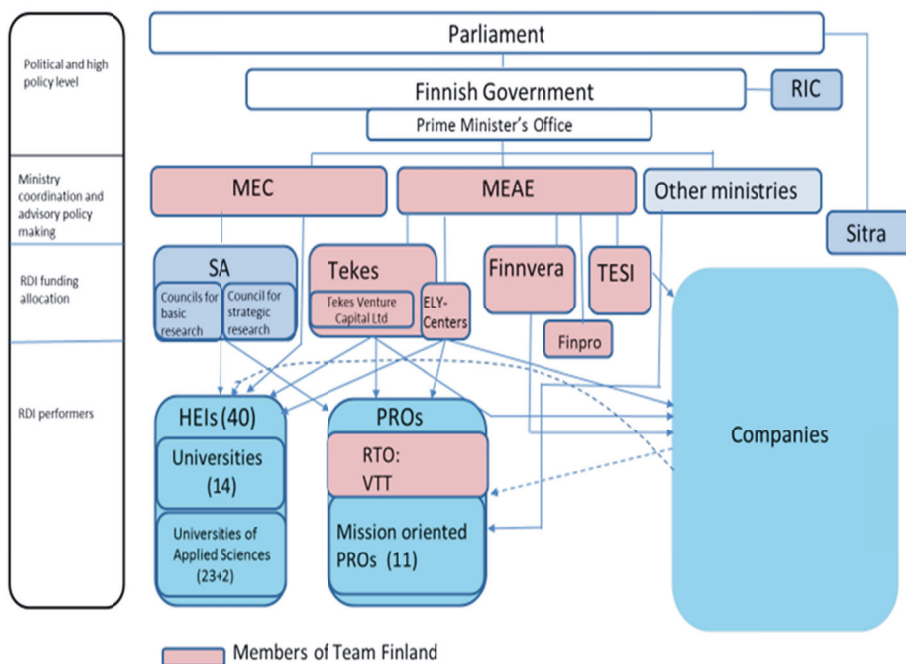 Political and high
policy level
Ministry
coordination and
advisory policy
making
RDI funding
allocation
RDI performers
Parliament
Finnish Government
RIC
Prime Minister's Office
MEC
MEAE
Other ministries
Sitra
SA
Councils for
basic
research
Council for
strategic
research
Tekes
Tekes Venture
Capital Ltd
ELY-
Centers
Finnvera
TESI
Finpro
HEIs (40)
Universities
(14)
Universities of
Applied Sciences
(23+2)
PROs
RTO:
VTT
Mission oriented
PROs (11)
Companies
Members of Team Finland